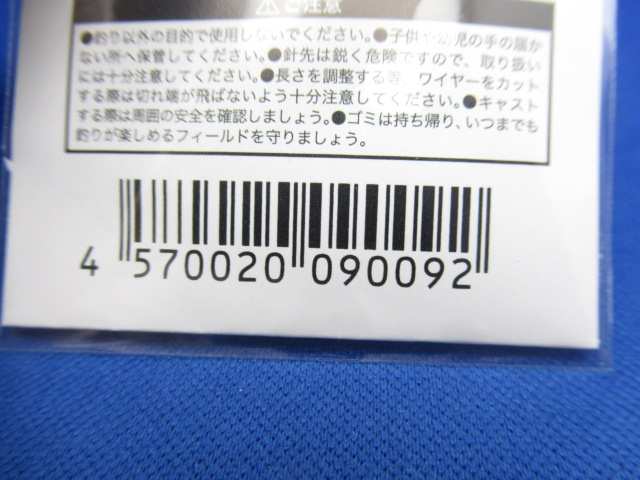 ⚠ご注意
●釣り以外の目的で使用しないでください。●子供や幼児の手の届か
ない所へ保管してください。●針先は鋭く危険ですので、取り扱い
には十分注意してください。●長さを調整する等、ワイヤーをカット
する際は切れ端が飛ばないよう十分注意してください。●キャスト
する際は周囲の安全を確認しましょう。●ゴミは持ち帰り、いつまでも
釣りが楽しめるフィールドを守りましょう。
4 570020 090092